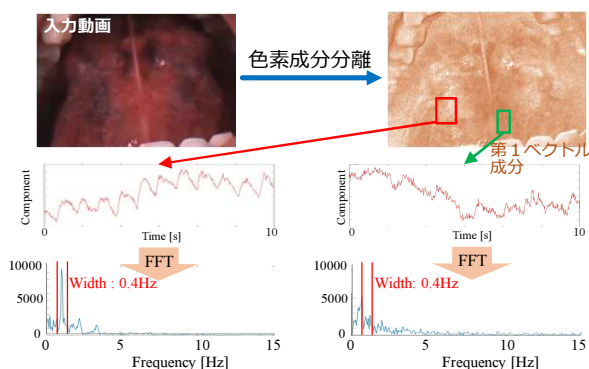 入力動画
色素成分分離
第１ベクトル
成分
Component
0
Time [s]
10
Component
0
Time [s]
10
FFT
FFT
10000
5000
0
Width : 0.4Hz
0
5
10
15
Frequency [Hz]
10000
5000
0
Width: 0.4Hz
0
5
10
15
Frequency [Hz]